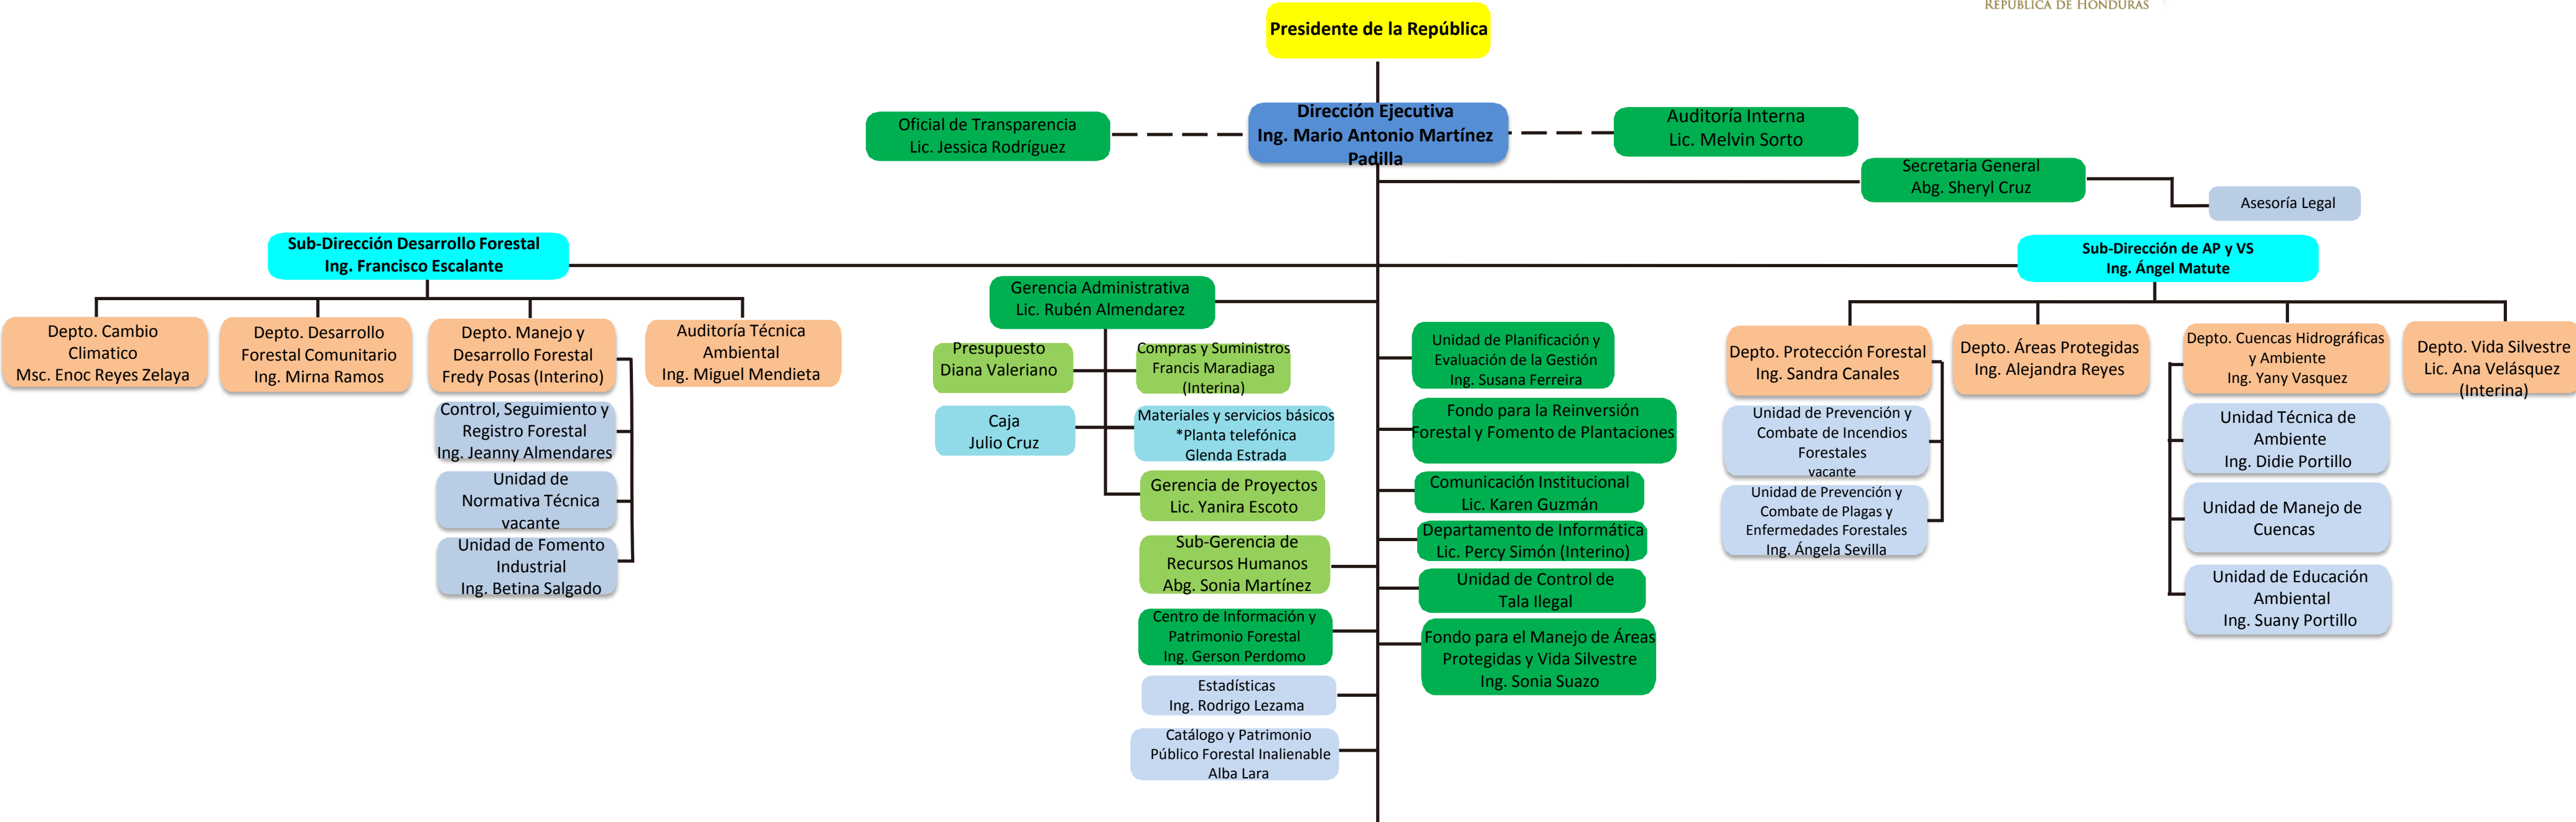 REPÚBLICA DE HONDURAS
Presidente de la República
Dirección Ejecutiva
Ing. Mario Antonio Martínez
Padilla
Oficial de Transparencia
Lic. Jessica Rodríguez
Auditoría Interna
Lic. Melvin Sorto
Secretaria General
Abg. Sheryl Cruz
Asesoría Legal
Sub-Dirección Desarrollo Forestal
Ing. Francisco Escalante
Sub-Dirección de AP y VS
Ing. Ángel Matute
Depto. Cambio
Climatico
Msc. Enoc Reyes Zelaya
Depto. Desarrollo
Forestal Comunitario
Ing. Mirna Ramos
Depto. Manejo y
Desarrollo Forestal
Fredy Posas (Interino)
Auditoría Técnica
Ambiental
Ing. Miguel Mendieta
Control, Seguimiento y
Registro Forestal
Ing. Jeanny Almendares
Unidad de
Normativa Técnica
vacante
Unidad de Fomento
Industrial
Ing. Betina Salgado
Gerencia Administrativa
Lic. Rubén Almendarez
Presupuesto
Diana Valeriano
Compras y Suministros
Francis Maradiaga
(Interina)
Caja
Julio Cruz
Materiales y servicios básicos
*Planta telefónica
Glenda Estrada
Gerencia de Proyectos
Lic. Yanira Escoto
Sub-Gerencia de
Recursos Humanos
Abg. Sonia Martínez
Centro de Información y
Patrimonio Forestal
Ing. Gerson Perdomo
Estadísticas
Ing. Rodrigo Lezama
Catálogo y Patrimonio
Público Forestal Inalienable
Alba Lara
Unidad de Planificación y
Evaluación de la Gestión
Ing. Susana Ferreira
Fondo para la Reinversión
Forestal y Fomento de Plantaciones
Comunicación Institucional
Lic. Karen Guzmán
Departamento de Informática
Lic. Percy Simón (Interino)
Unidad de Control de
Tala Ilegal
Fondo para el Manejo de Áreas
Protegidas y Vida Silvestre
Ing. Sonia Suazo
Depto. Protección Forestal
Ing. Sandra Canales
Depto. Áreas Protegidas
Ing. Alejandra Reyes
Depto. Cuencas Hidrográficas
y Ambiente
Ing. Yany Vasquez
Depto. Vida Silvestre
Lic. Ana Velásquez
(Interina)
Unidad de Prevención y
Combate de Incendios
Forestales
vacante
Unidad de Prevención y
Combate de Plagas y
Enfermedades Forestales
Ing. Ángela Sevilla
Unidad Técnica de
Ambiente
Ing. Didie Portillo
Unidad de Manejo de
Cuencas
Unidad de Educación
Ambiental
Ing. Suany Portillo